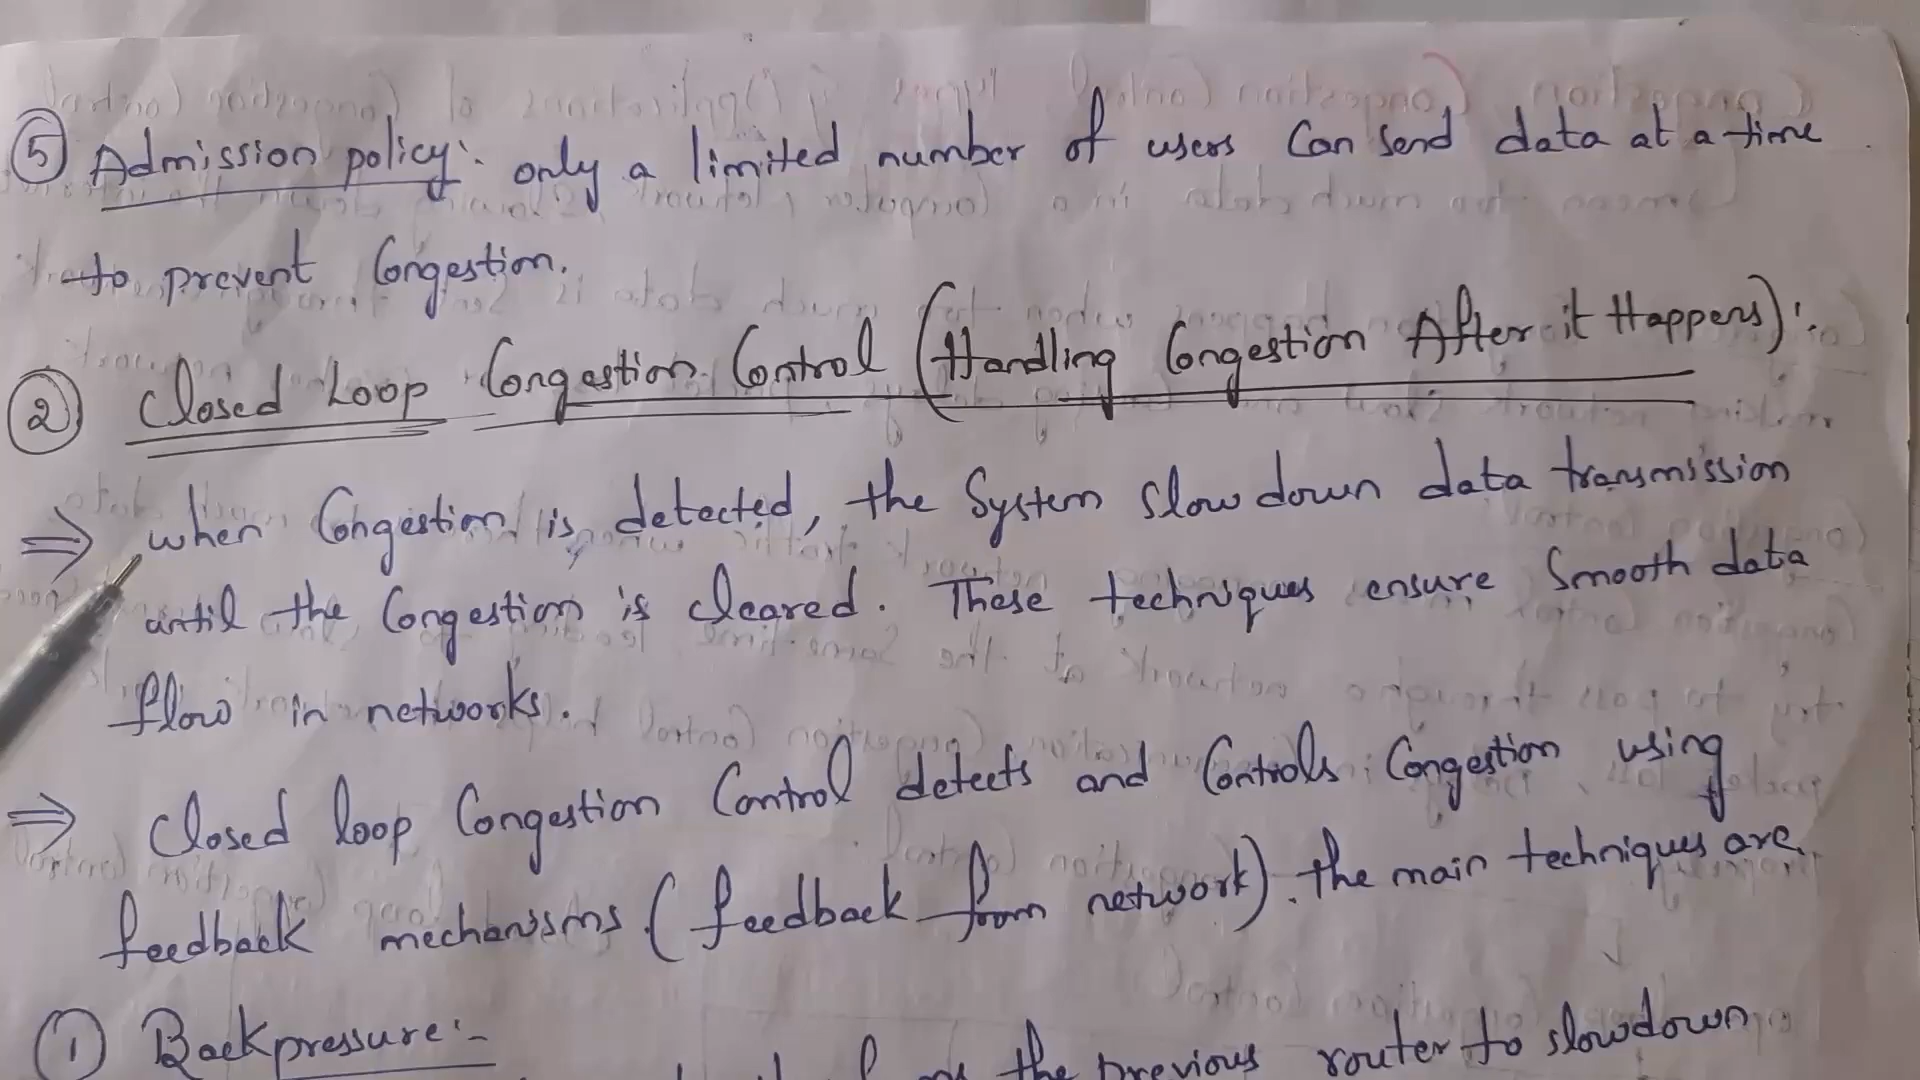 ⑤ Admission policy:- only a limited number of users Can Send data at a time
to prevent Congestion.
② Closed Loop Congestion Control (Handling Congestion After it Happens):-
⇒ when Congestion is detected, the System slow down data transmission
until the Congestion is cleared. These techniques ensure Smooth data
flow in networks.
⇒ Closed loop Congestion Control detects and Controls Congestion using
feedback mechanisms. (feedback from network). the main techniques are.
① Backpressure:-
the previous router to slowdown